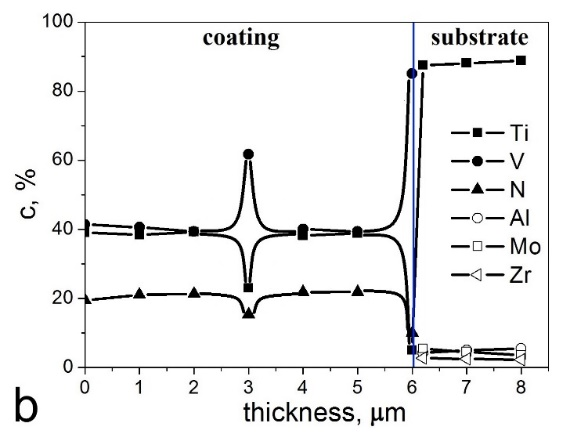 100
coating
substrate
80
60
40
20
0
c, %
Ti
V
N
Al
Mo
Zr
0 1 2 3 4 5 6 7 8
thickness, μm
b